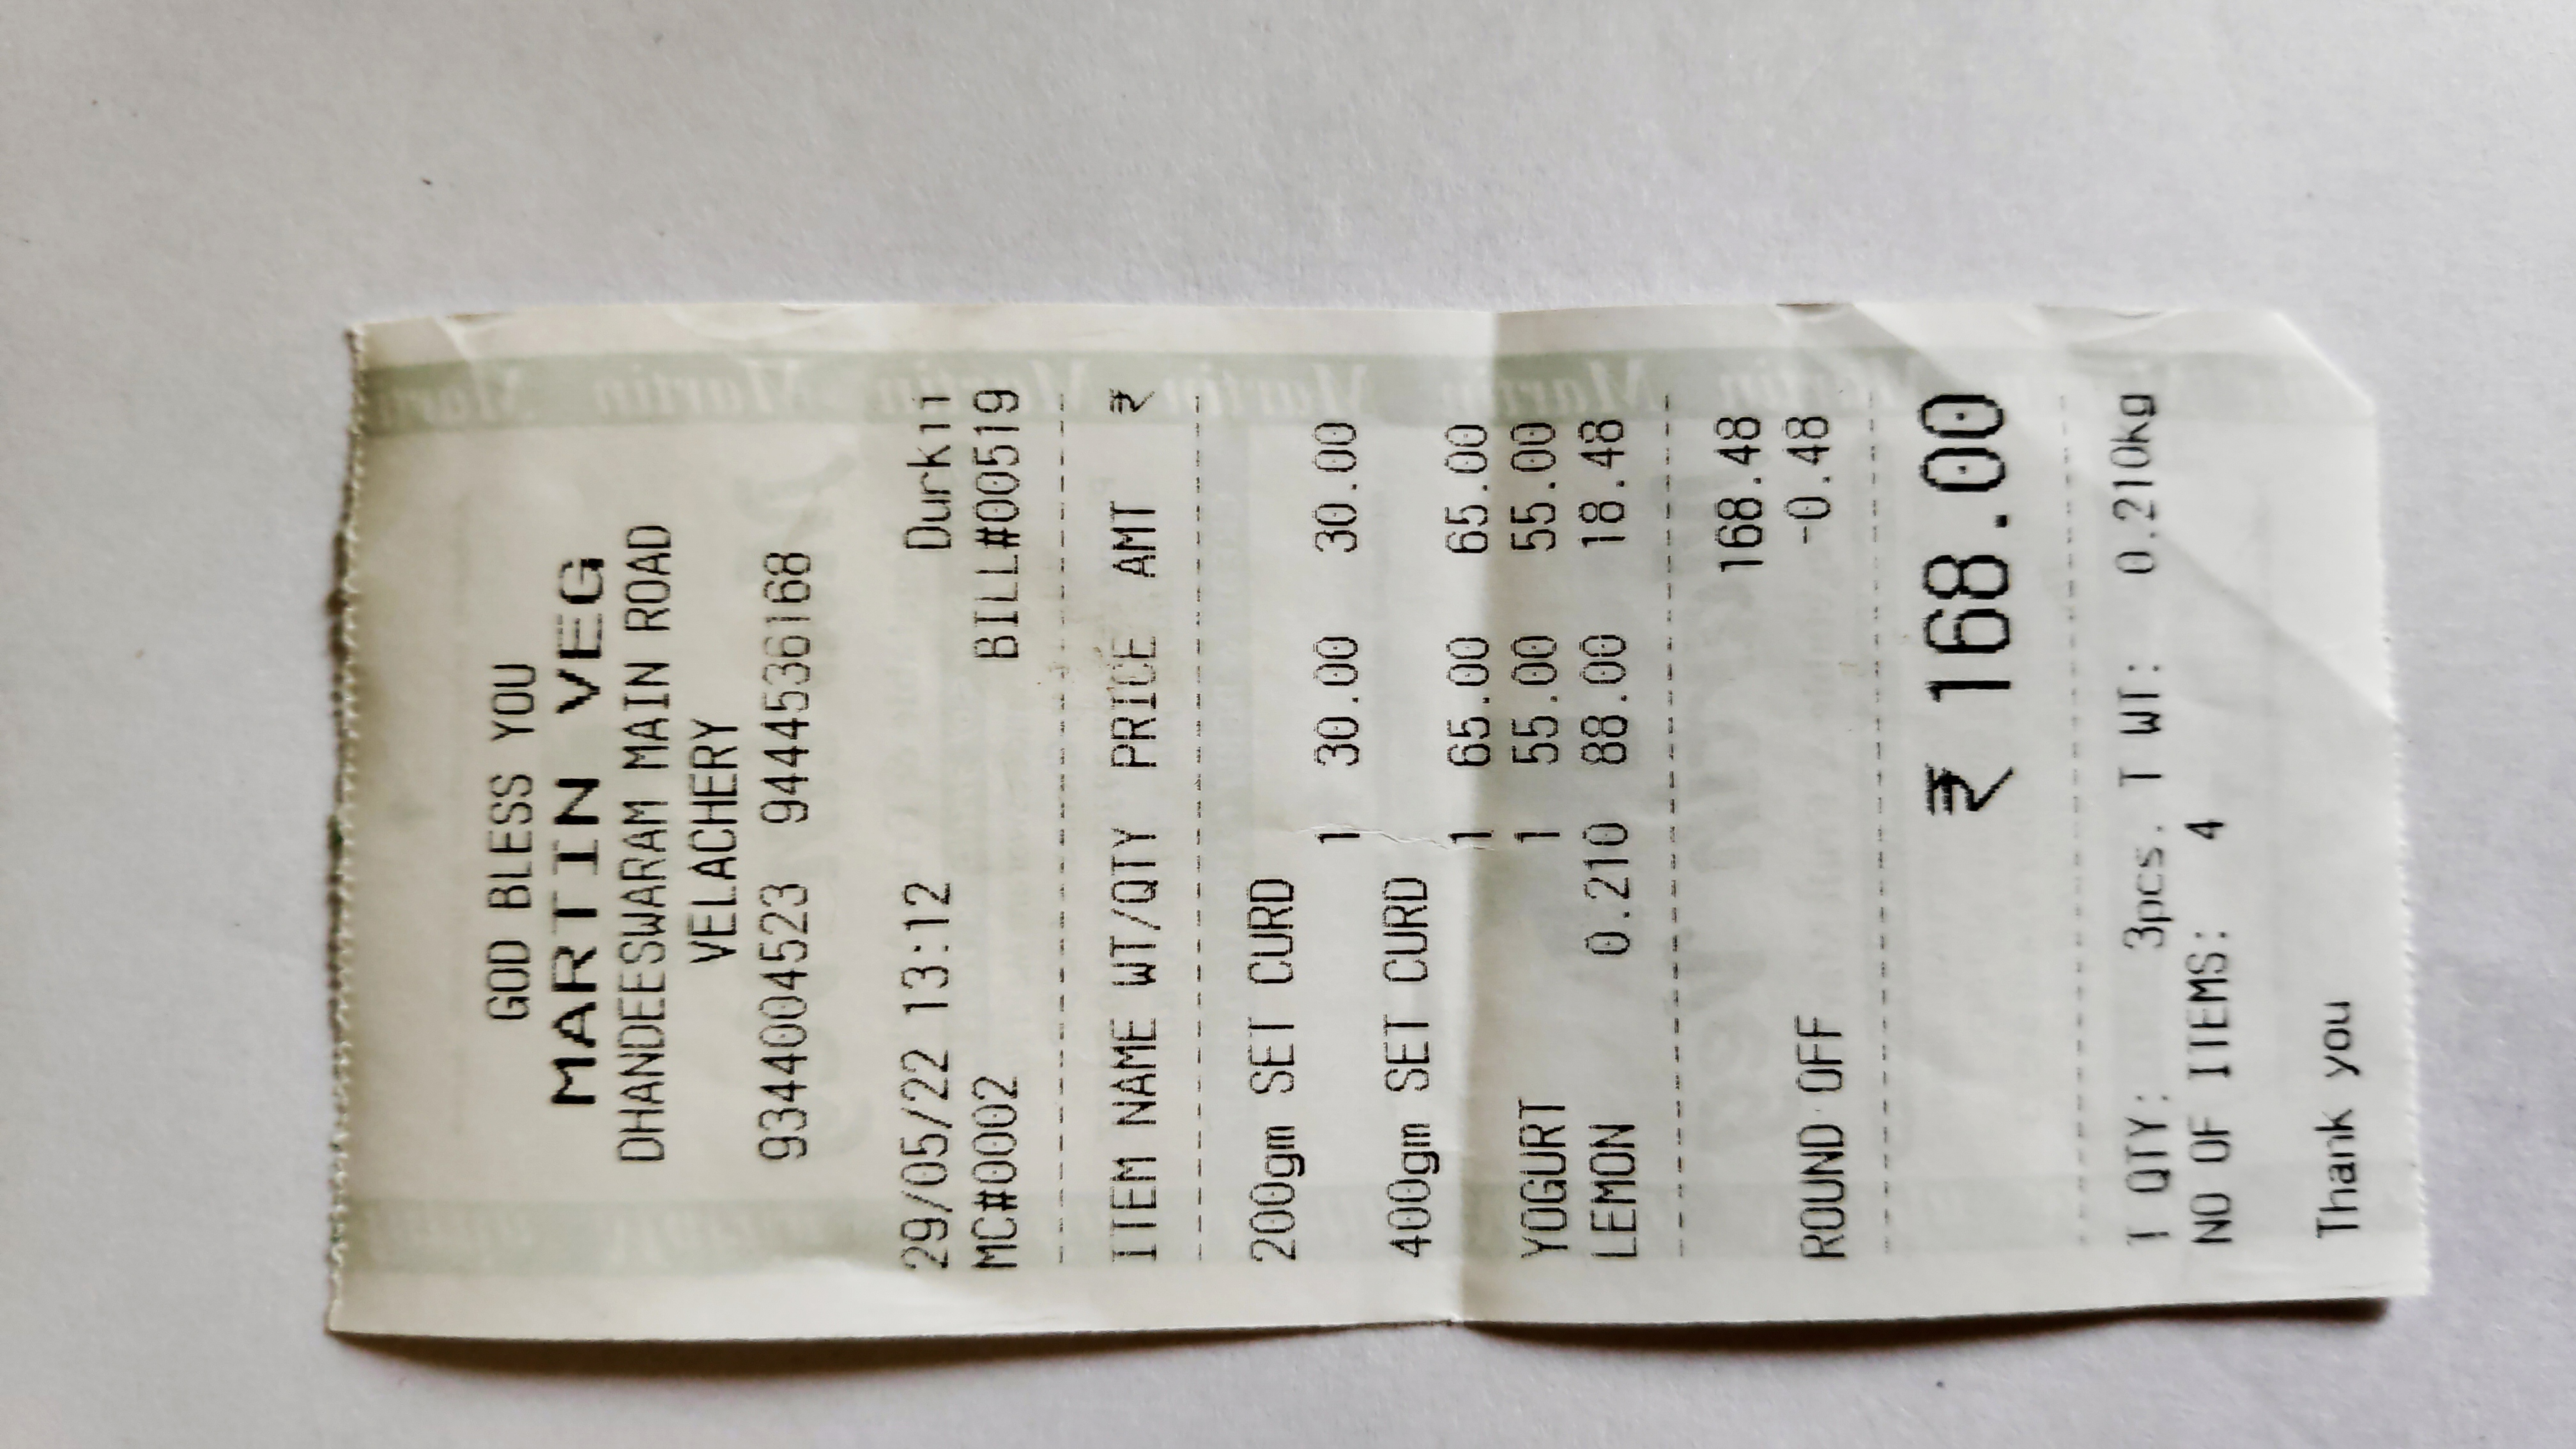 GOD BLESS YOU
MARTIN VEG
DHANDEESWARAM MAIN ROAD
VELACHERY
9344004523 9444536168
29/05/22 13:12 Durkii
MC#0002 BILL#00519
ITEM NAME WT/QTY PRICE AMT ₹
200gm SET CURD
1 30.00 30.00
400gm SET CURD
1 65.00 65.00
YOGURT 1 55.00 55.00
LEMON 0.210 88.00 18.48
168.48
ROUND OFF -0.48
₹ 168.00
T QTY: 3pcs. T WT: 0.210kg
NO OF ITEMS: 4
Thank you